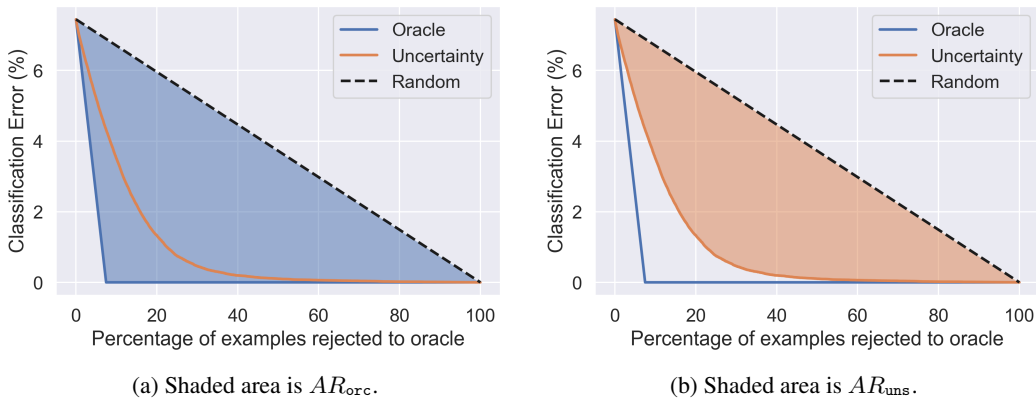 Classification Error (%)
6
4
2
0
0 20 40 60 80 100
Percentage of examples rejected to oracle
Oracle
Uncertainty
Random
(a) Shaded area is AR_orc.
Classification Error (%)
6
4
2
0
0 20 40 60 80 100
Percentage of examples rejected to oracle
Oracle
Uncertainty
Random
(b) Shaded area is AR_uns.